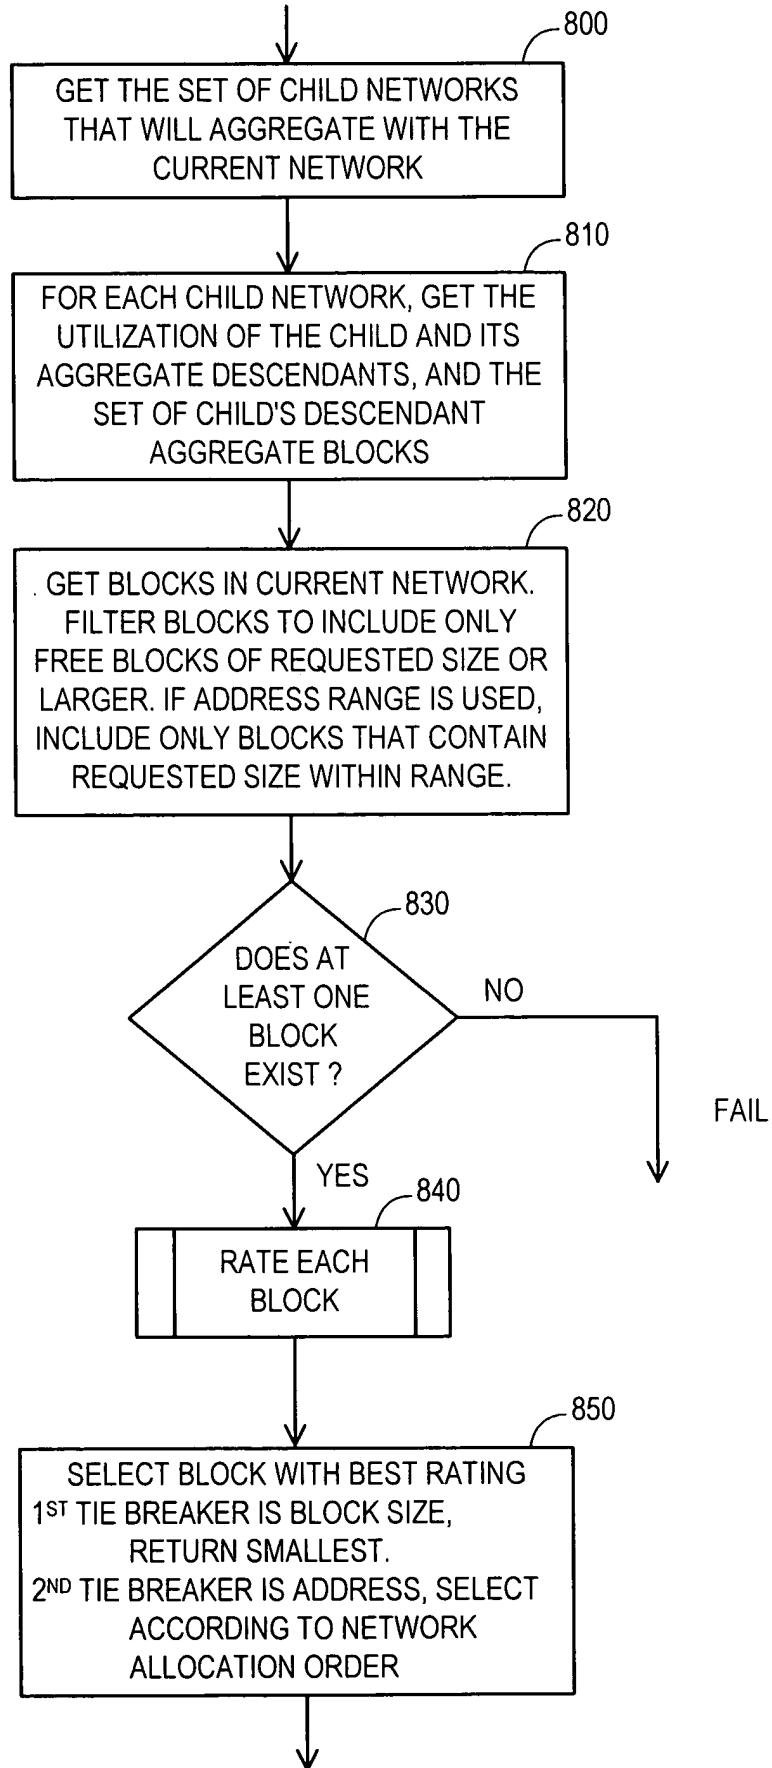 800
GET THE SET OF CHILD NETWORKS
THAT WILL AGGREGATE WITH THE
CURRENT NETWORK
810
FOR EACH CHILD NETWORK, GET THE
UTILIZATION OF THE CHILD AND ITS
AGGREGATE DESCENDANTS, AND THE
SET OF CHILD'S DESCENDANT
AGGREGATE BLOCKS
820
GET BLOCKS IN CURRENT NETWORK.
FILTER BLOCKS TO INCLUDE ONLY
FREE BLOCKS OF REQUESTED SIZE OR
LARGER. IF ADDRESS RANGE IS USED,
INCLUDE ONLY BLOCKS THAT CONTAIN
REQUESTED SIZE WITHIN RANGE.
830
DOES AT
LEAST ONE
BLOCK
EXIST ?
NO
FAIL
YES
840
RATE EACH
BLOCK
850
SELECT BLOCK WITH BEST RATING
1ST TIE BREAKER IS BLOCK SIZE,
RETURN SMALLEST.
2ND TIE BREAKER IS ADDRESS, SELECT
ACCORDING TO NETWORK
ALLOCATION ORDER